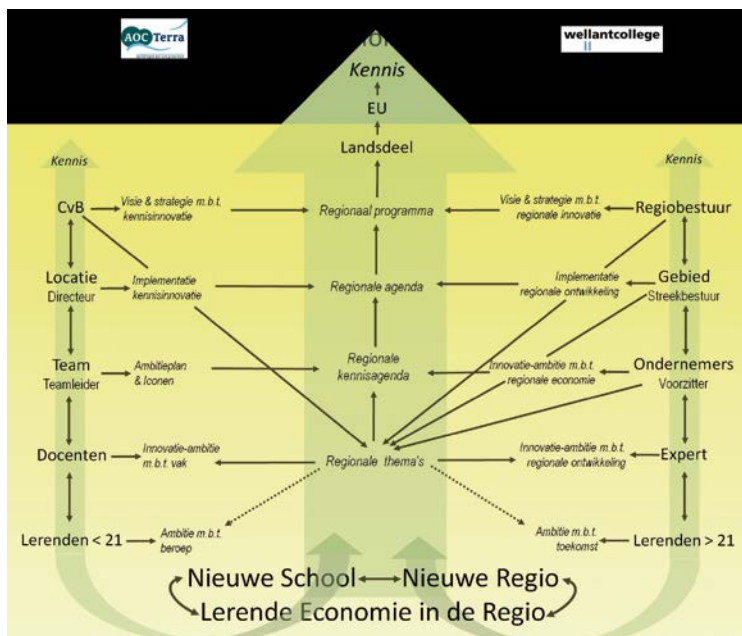 AOC Terra
wellantcollege
Kennis
EU
Landsdeel
Kennis
Kennis
CvB
Visie & strategie m.b.t.
kennisinnovatie
Regionaal programma
Visie & strategie m.b.t.
regionale innovatie
Regiobestuur
Locatie
Directeur
Implementatie
kennisinnovatie
Regionale agenda
Implementatie
regionale ontwikkeling
Gebied
Streekbestuur
Team
Teamleider
Ambitieplan
& Iconen
Regionale
kennisagenda
Innovatie-ambitie m.b.t.
regionale economie
Ondernemers
Voorzitter
Docenten
Innovatie-ambitie
m.b.t. vak
Regionale thema's
Innovatie-ambitie m.b.t.
regionale ontwikkeling
Expert
Lerenden < 21
Ambitie m.b.t.
beroep
Ambitie m.b.t.
toekomst
Lerenden > 21
Nieuwe School
Nieuwe Regio
Lerende Economie in de Regio